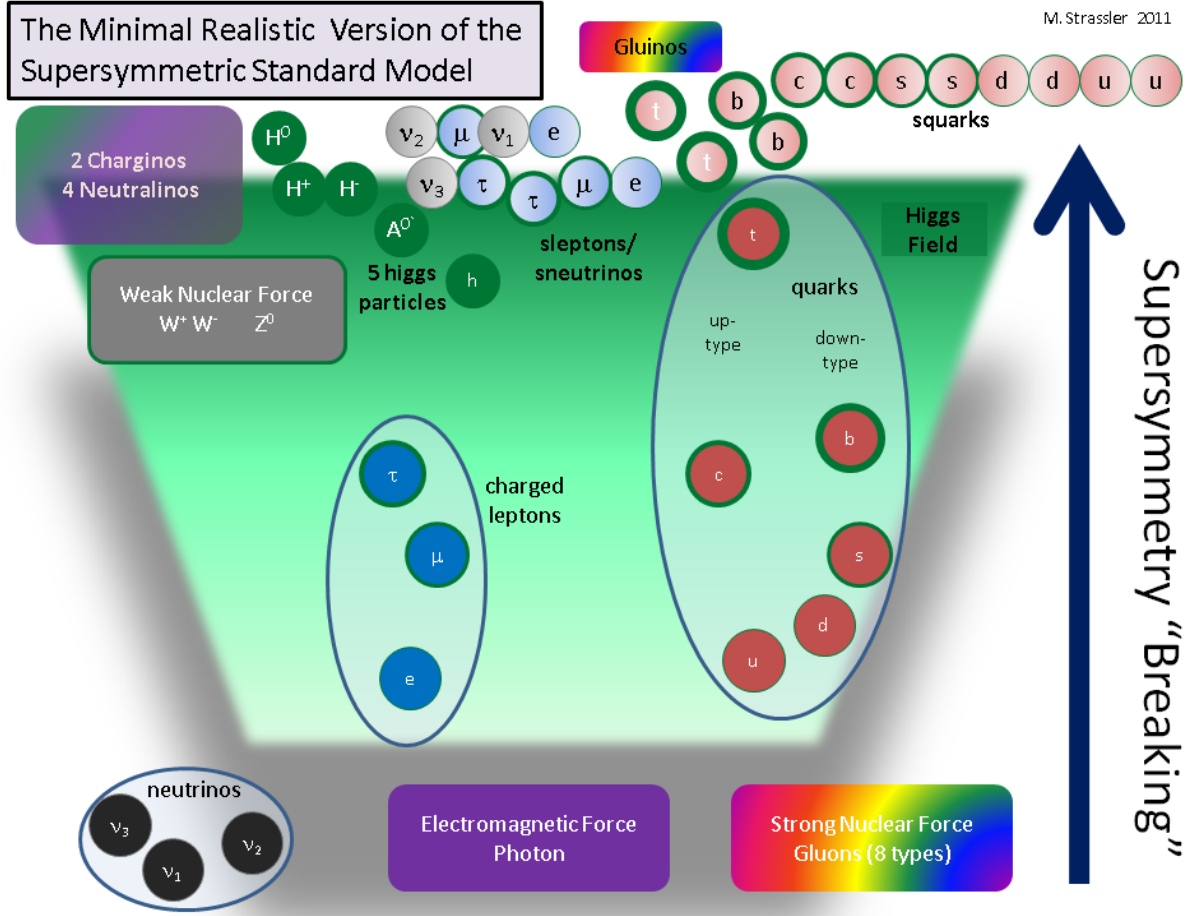 The Minimal Realistic Version of the
Supersymmetric Standard Model
M. Strassler 2011
Gluinos
c c s s d d u u
squarks
t
b
t
b
2 Charginos
4 Neutralinos
H⁰
H⁺ H⁻
A⁰`
h
5 higgs
particles
ν₂ μ ν₁ e
ν₃ τ τ μ e
sleptons/
sneutrinos
Higgs
Field
Weak Nuclear Force
W⁺ W⁻ Z⁰
t
quarks
up-
type
down-
type
b
c
s
d
u
τ
μ
e
charged
leptons
neutrinos
ν₃
ν₁
ν₂
Electromagnetic Force
Photon
Strong Nuclear Force
Gluons (8 types)
Supersymmetry “Breaking”